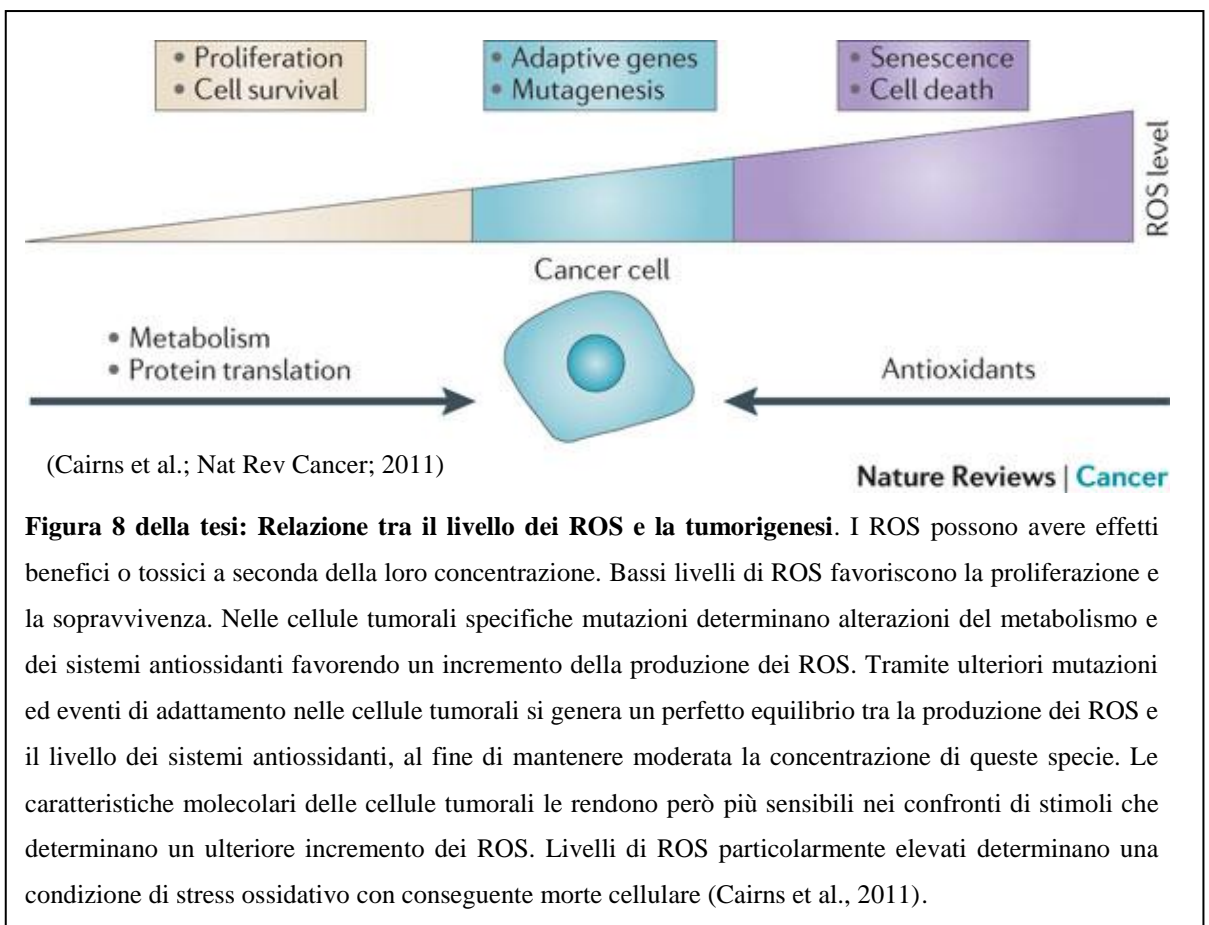 • Proliferation
• Cell survival
• Adaptive genes
• Mutagenesis
• Senescence
• Cell death
ROS level
Cancer cell
• Metabolism
• Protein translation
Antioxidants
(Cairns et al.; Nat Rev Cancer; 2011)
Nature Reviews | Cancer
Figura 8 della tesi: Relazione tra il livello dei ROS e la tumorigenesi. I ROS possono avere effetti
benefici o tossici a seconda della loro concentrazione. Bassi livelli di ROS favoriscono la proliferazione e
la sopravvivenza. Nelle cellule tumorali specifiche mutazioni determinano alterazioni del metabolismo e
dei sistemi antiossidanti favorendo un incremento della produzione dei ROS. Tramite ulteriori mutazioni
ed eventi di adattamento nelle cellule tumorali si genera un perfetto equilibrio tra la produzione dei ROS e
il livello dei sistemi antiossidanti, al fine di mantenere moderata la concentrazione di queste specie. Le
caratteristiche molecolari delle cellule tumorali le rendono però più sensibili nei confronti di stimoli che
determinano un ulteriore incremento dei ROS. Livelli di ROS particolarmente elevati determinano una
condizione di stress ossidativo con conseguente morte cellulare (Cairns et al., 2011).